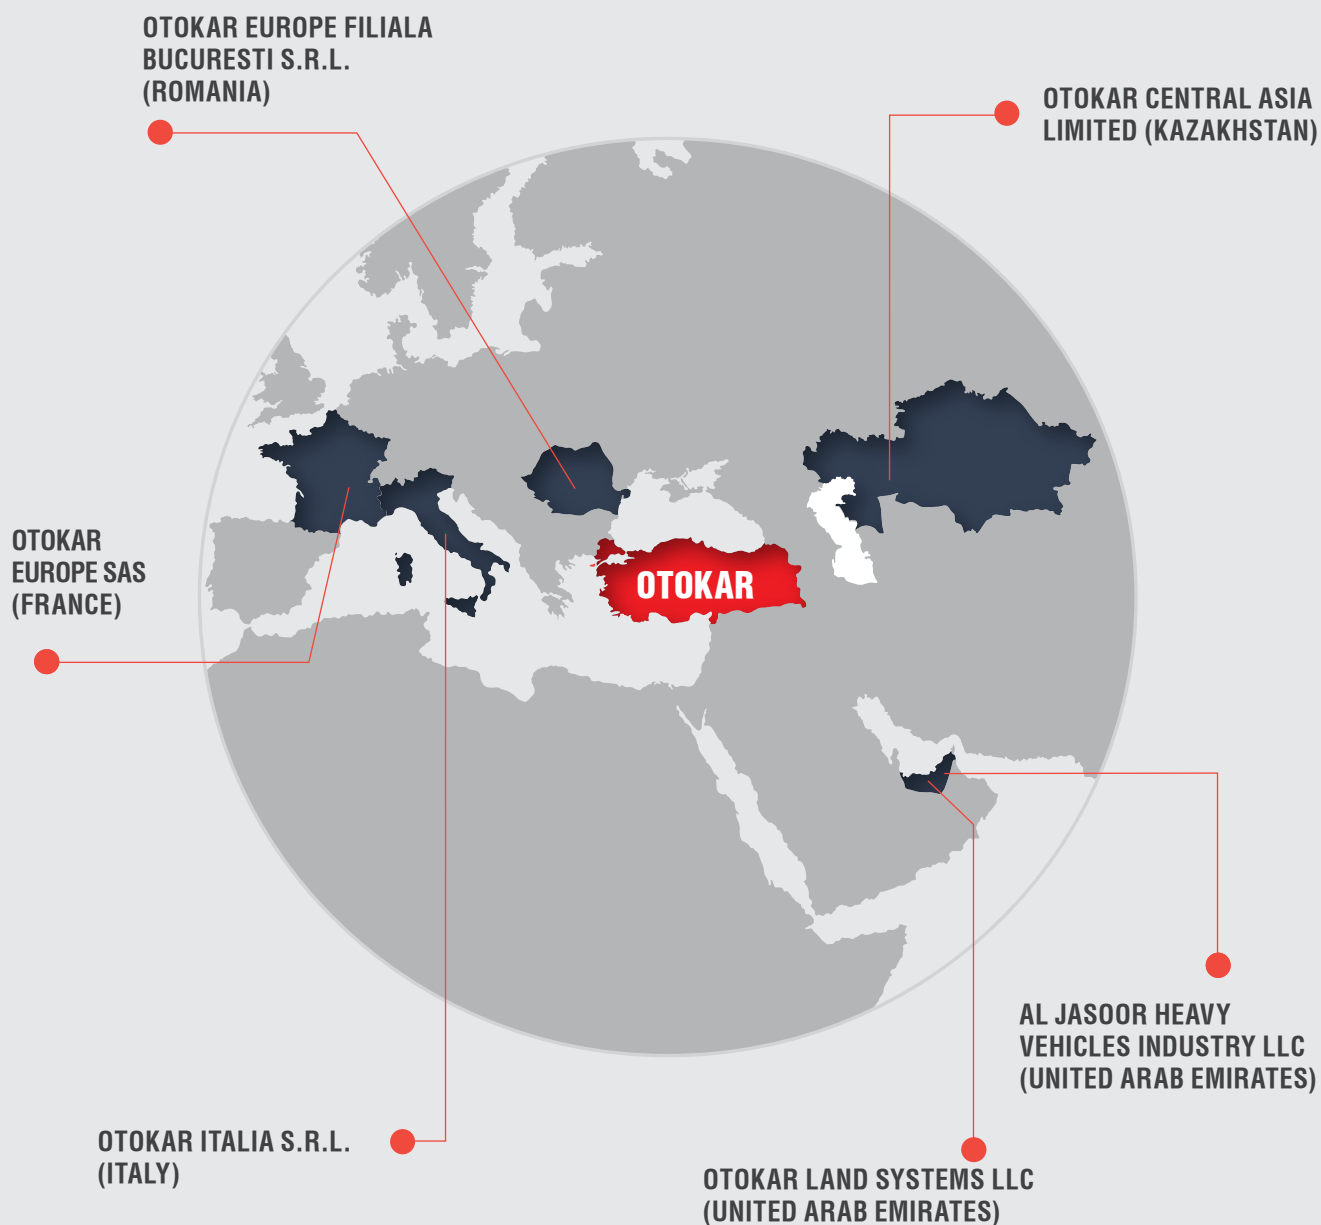 OTOKAR EUROPE FILIALA
BUCURESTI S.R.L.
(ROMANIA)
OTOKAR CENTRAL ASIA
LIMITED (KAZAKHSTAN)
OTOKAR
EUROPE SAS
(FRANCE)
OTOKAR
AL JASOOR HEAVY
VEHICLES INDUSTRY LLC
(UNITED ARAB EMIRATES)
OTOKAR ITALIA S.R.L.
(ITALY)
OTOKAR LAND SYSTEMS LLC
(UNITED ARAB EMIRATES)